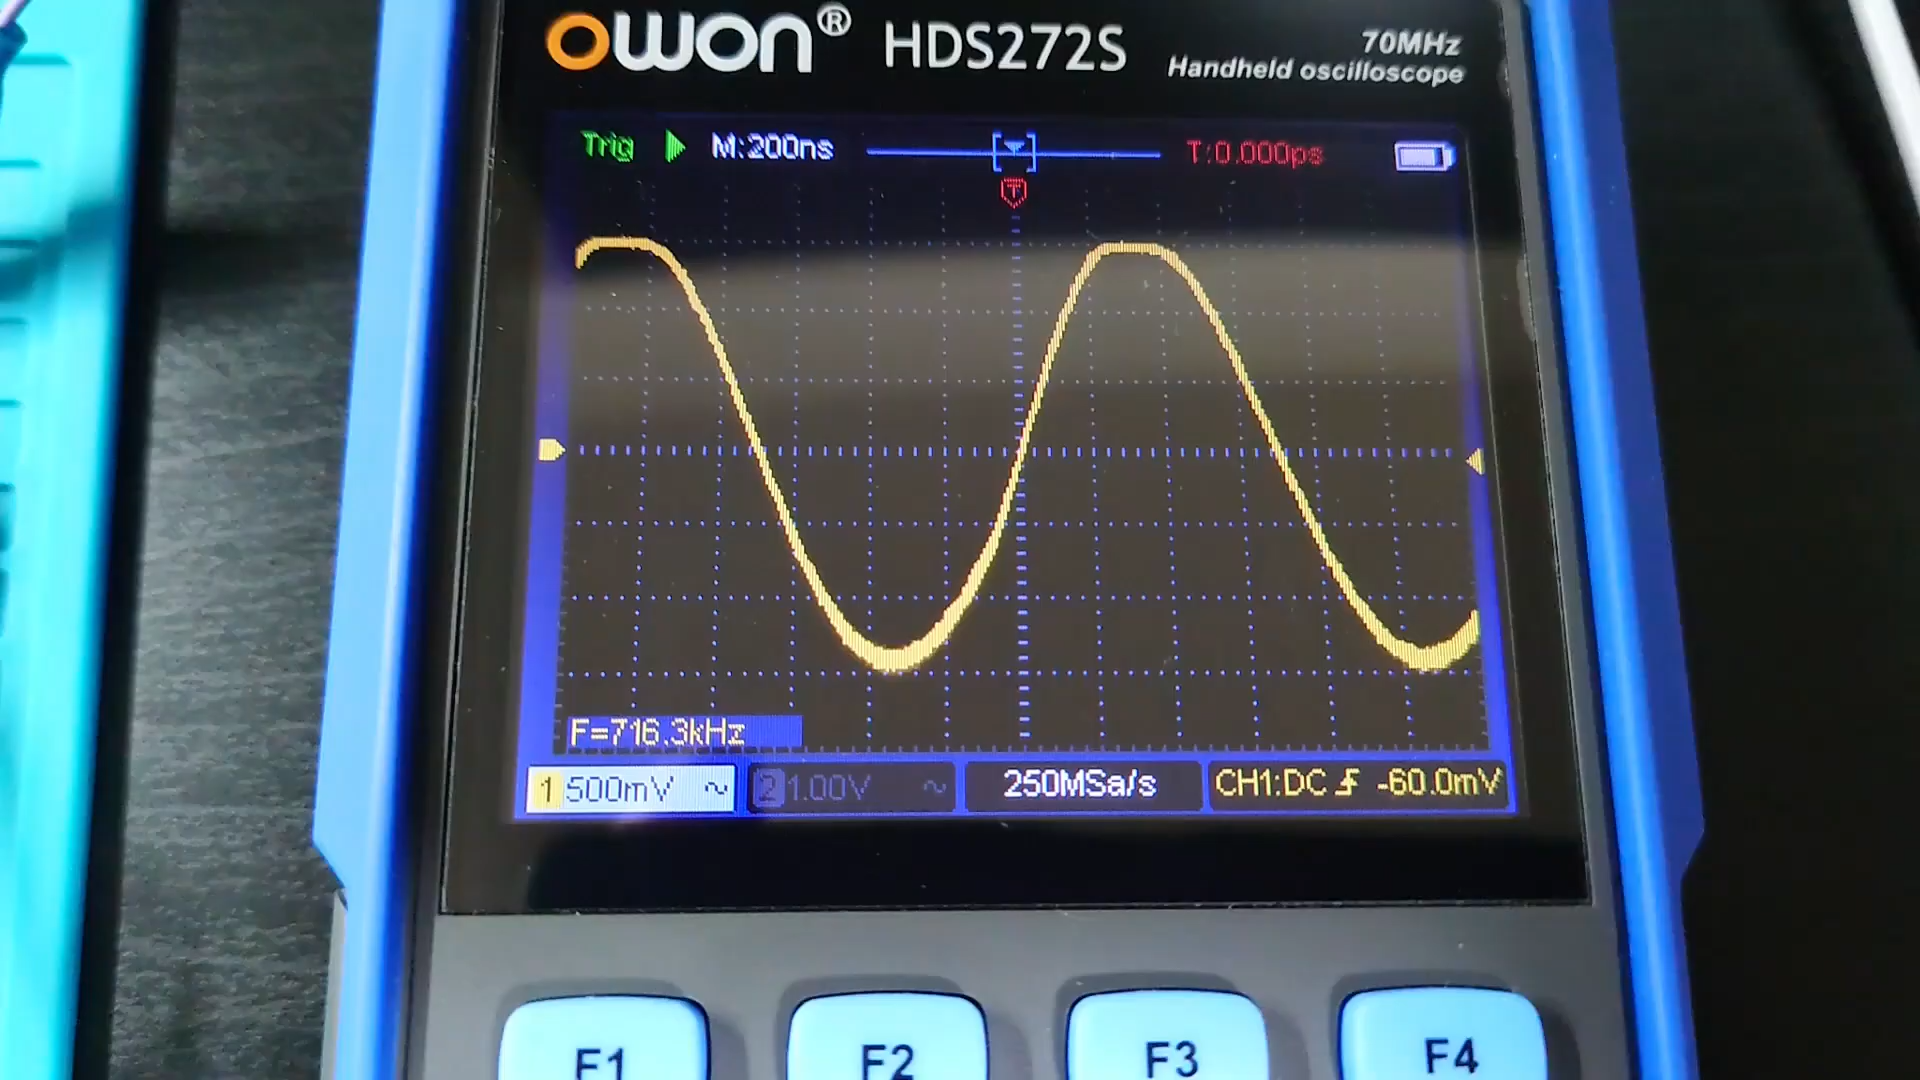 owon® HDS272S 70MHz
Handheld oscilloscope
Trig M:200ns T:0.000ps
T
F=716.3kHz
1 500mV ~ 2 1.00V ~ 250MSa/s CH1:DC -60.0mV
F1 F2 F3 F4